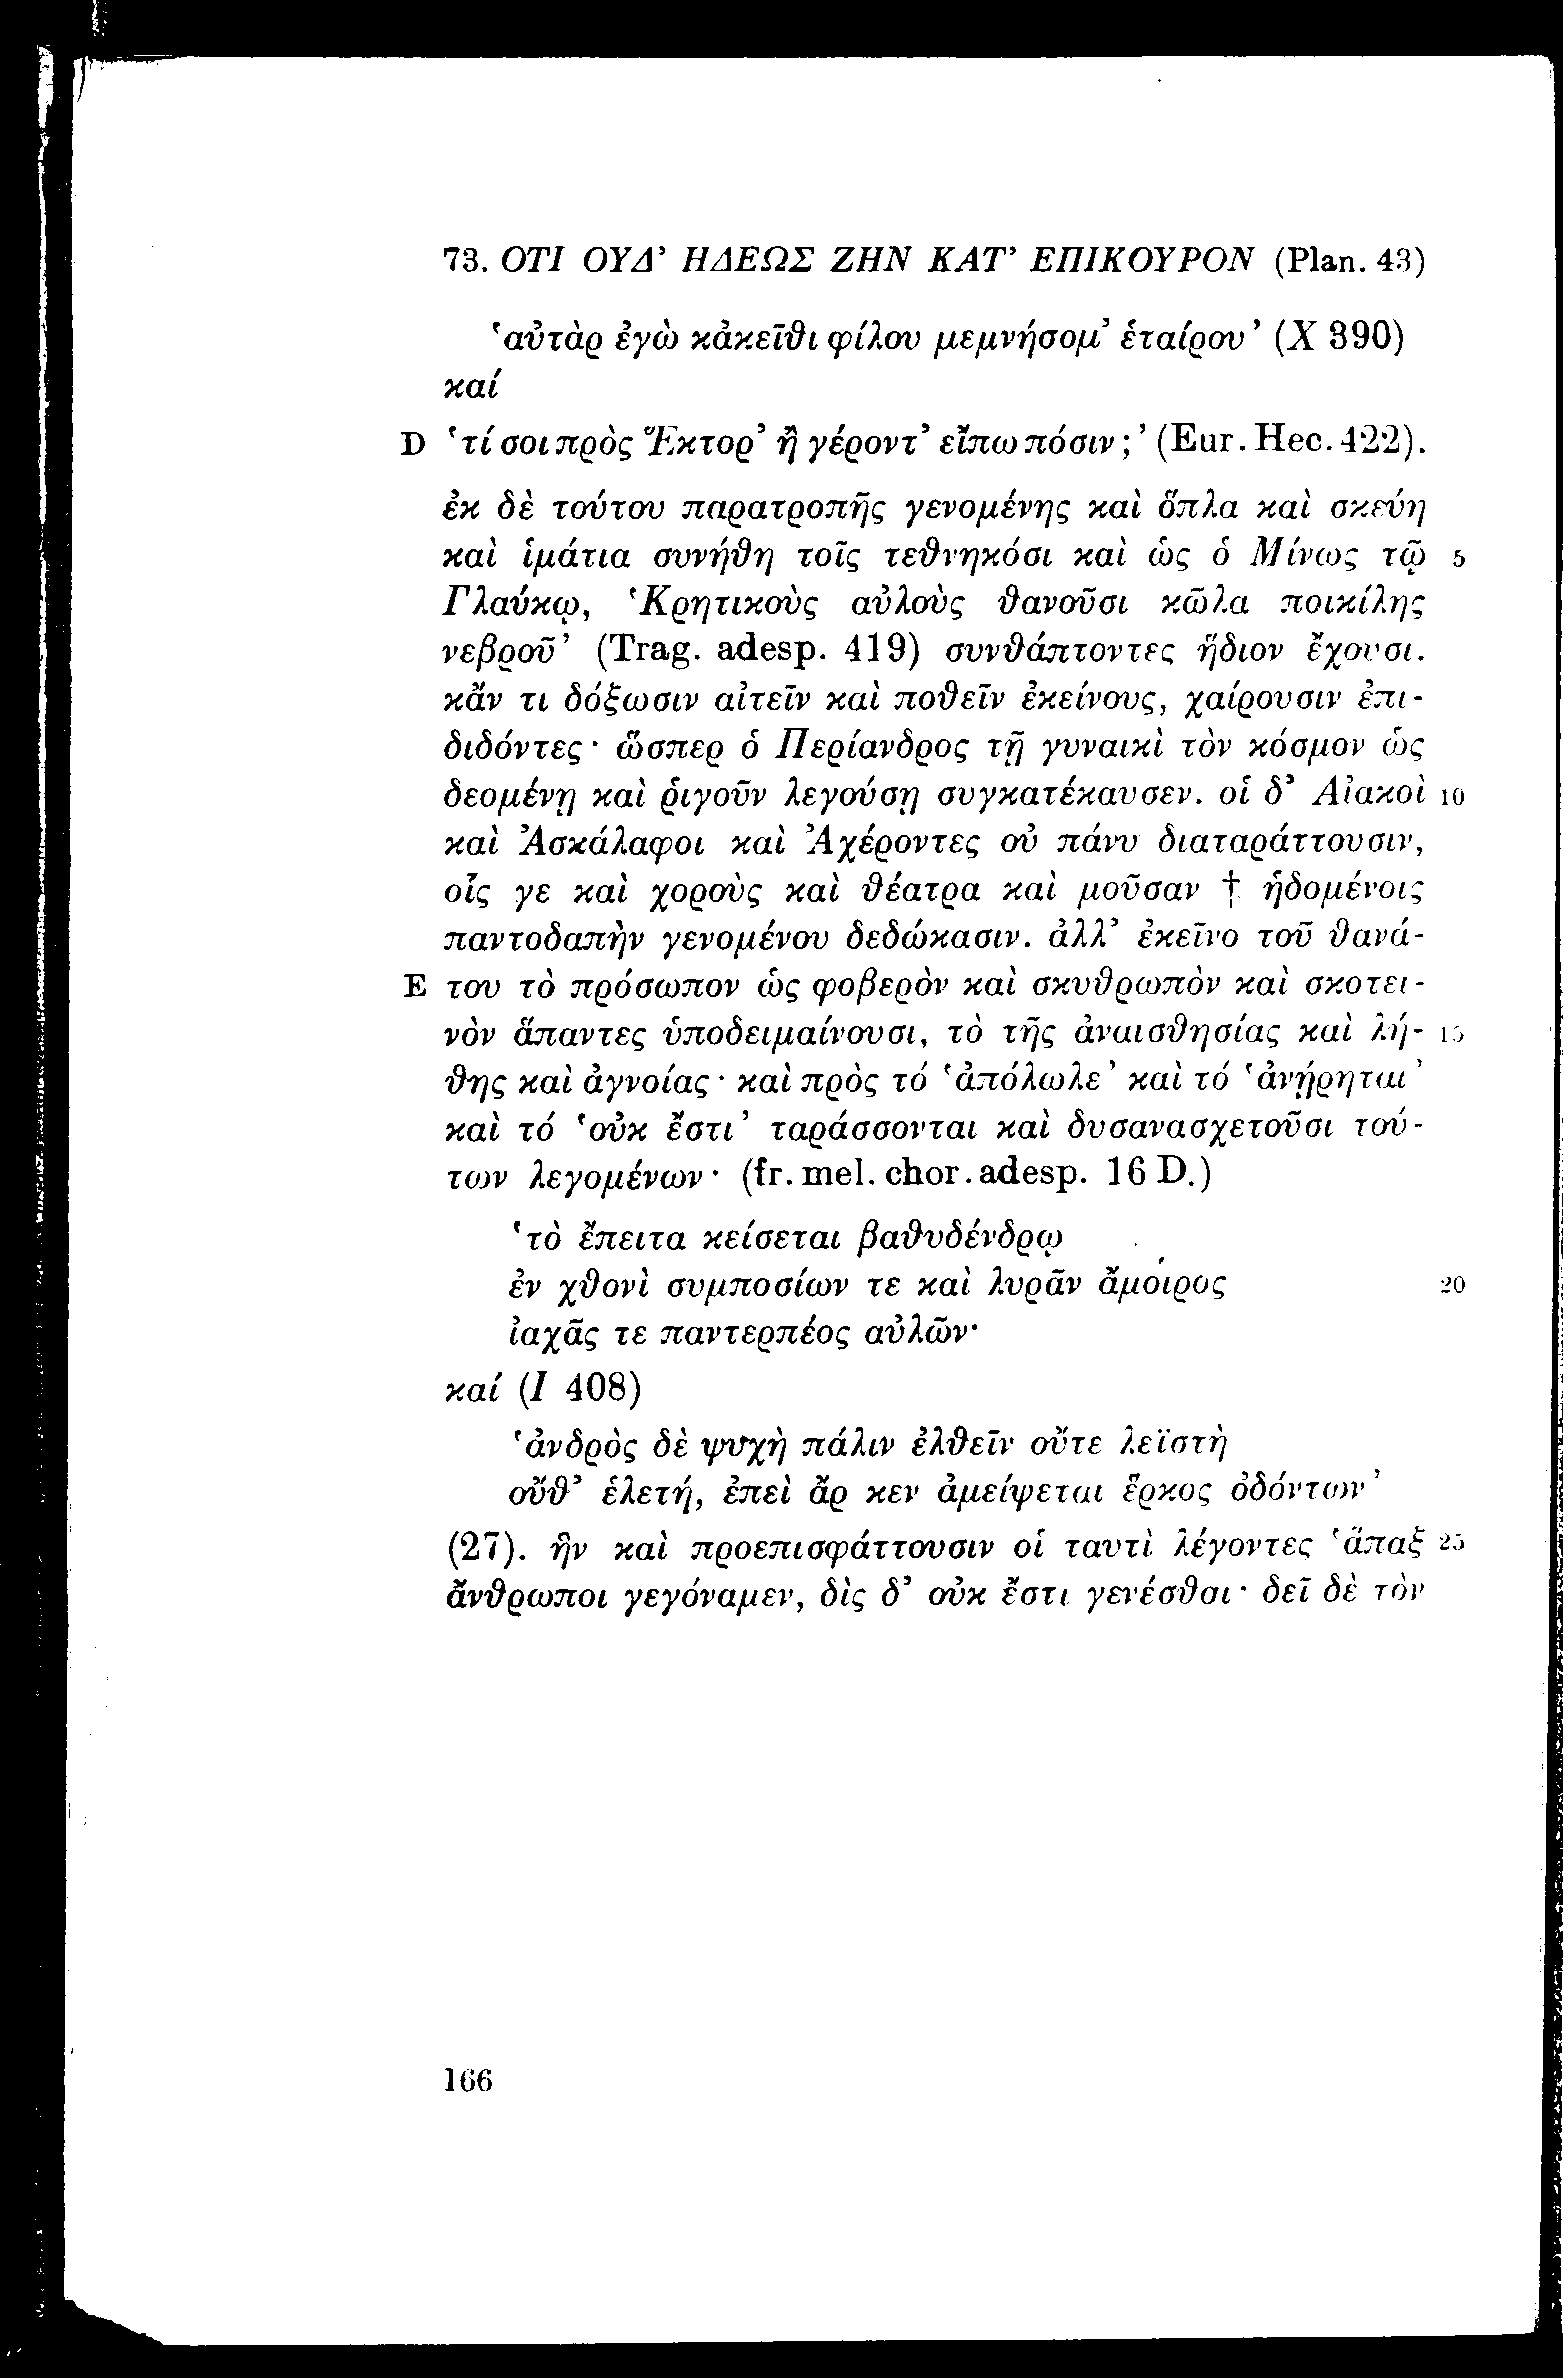 73. ΟΤΙ ΟΥΔ’ ΗΔΕΩΣ ΖΗΝ ΚΑΤ’ ΕΠΙΚΟΥΡΟΝ (Plan. 43)
‘αὐτὰρ ἐγὼ κἀκεῖθι φίλου μεμνήσομ’ ἑταίρου’ (Χ 390)
καί
D ‘τί σοι πρὸς Ἕκτορ’ ἢ γέροντ’ εἴπω πόσιν;’ (Eur. Hec. 422).
ἐκ δὲ τούτου παρατροπῆς γενομένης καὶ ὅπλα καὶ σκεύη
καὶ ἱμάτια συνήθη τοῖς τεθνηκόσι καὶ ὡς ὁ Μίνως τῷ 5
Γλαύκῳ, ‘Κρητικοὺς αὐλοὺς θανοῦσι κῶλα ποικίλης
νεβροῦ’ (Trag. adesp. 419) συνθάπτοντες ἥδιον ἔχουσι.
κἄν τι δόξωσιν αἰτεῖν καὶ ποθεῖν ἐκείνους, χαίρουσιν ἐπι-
διδόντες· ὥσπερ ὁ Περίανδρος τῇ γυναικὶ τὸν κόσμον ὡς
δεομένῃ καὶ ῥιγοῦν λεγούσῃ συγκατέκαυσεν. οἱ δ’ Αἰακοὶ 10
καὶ Ἀσκάλαφοι καὶ Ἀχέροντες οὐ πάνυ διαταράττουσιν,
οἷς γε καὶ χοροὺς καὶ θέατρα καὶ μοῦσαν † ἡδομένοις
παντοδαπὴν γενομένου δεδώκασιν. ἀλλ’ ἐκεῖνο τοῦ θανά-
E του τὸ πρόσωπον ὡς φοβερὸν καὶ σκυθρωπὸν καὶ σκοτει-
νὸν ἅπαντες ὑποδειμαίνουσι, τὸ τῆς ἀναισθησίας καὶ λή- 15
θης καὶ ἀγνοίας· καὶ πρὸς τό ‘ἀπόλωλε’ καὶ τό ‘ἀνῄρηται’
καὶ τό ‘οὐκ ἔστι’ ταράσσονται καὶ δυσανασχετοῦσι τού-
των λεγομένων· (fr. mel. chor. adesp. 16 D.)
‘τὸ ἔπειτα κείσεται βαθυδένδρῳ
ἐν χθονὶ συμποσίων τε καὶ λυρᾶν ἄμοιρος 20
ἰαχᾶς τε παντερπέος αὐλῶν·
καί (Ι 408)
‘ἀνδρὸς δὲ ψυχὴ πάλιν ἐλθεῖν οὔτε λεϊστὴ
οὔθ’ ἑλετή, ἐπεὶ ἄρ κεν ἀμείψεται ἕρκος ὀδόντων’
(27). ἣν καὶ προεπισφάττουσιν οἱ ταυτὶ λέγοντες ‘ἅπαξ 25
ἄνθρωποι γεγόναμεν, δὶς δ’ οὐκ ἔστι γενέσθαι· δεῖ δὲ τὸν
166